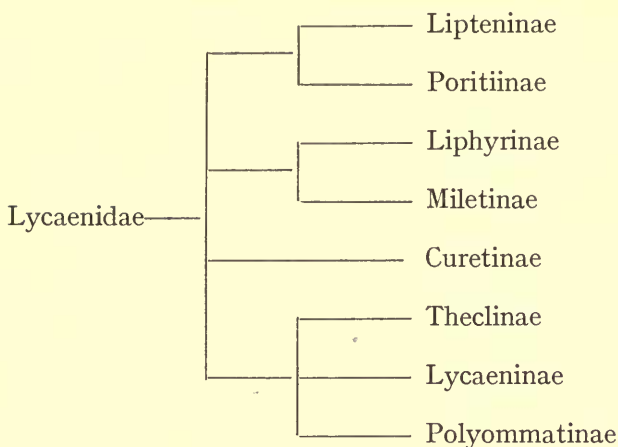 Lipteninae
Poritiinae
Liphyrinae
Miletinae
Lycaenidae
Curetinae
Theclinae
Lycaeninae
Polyommatinae